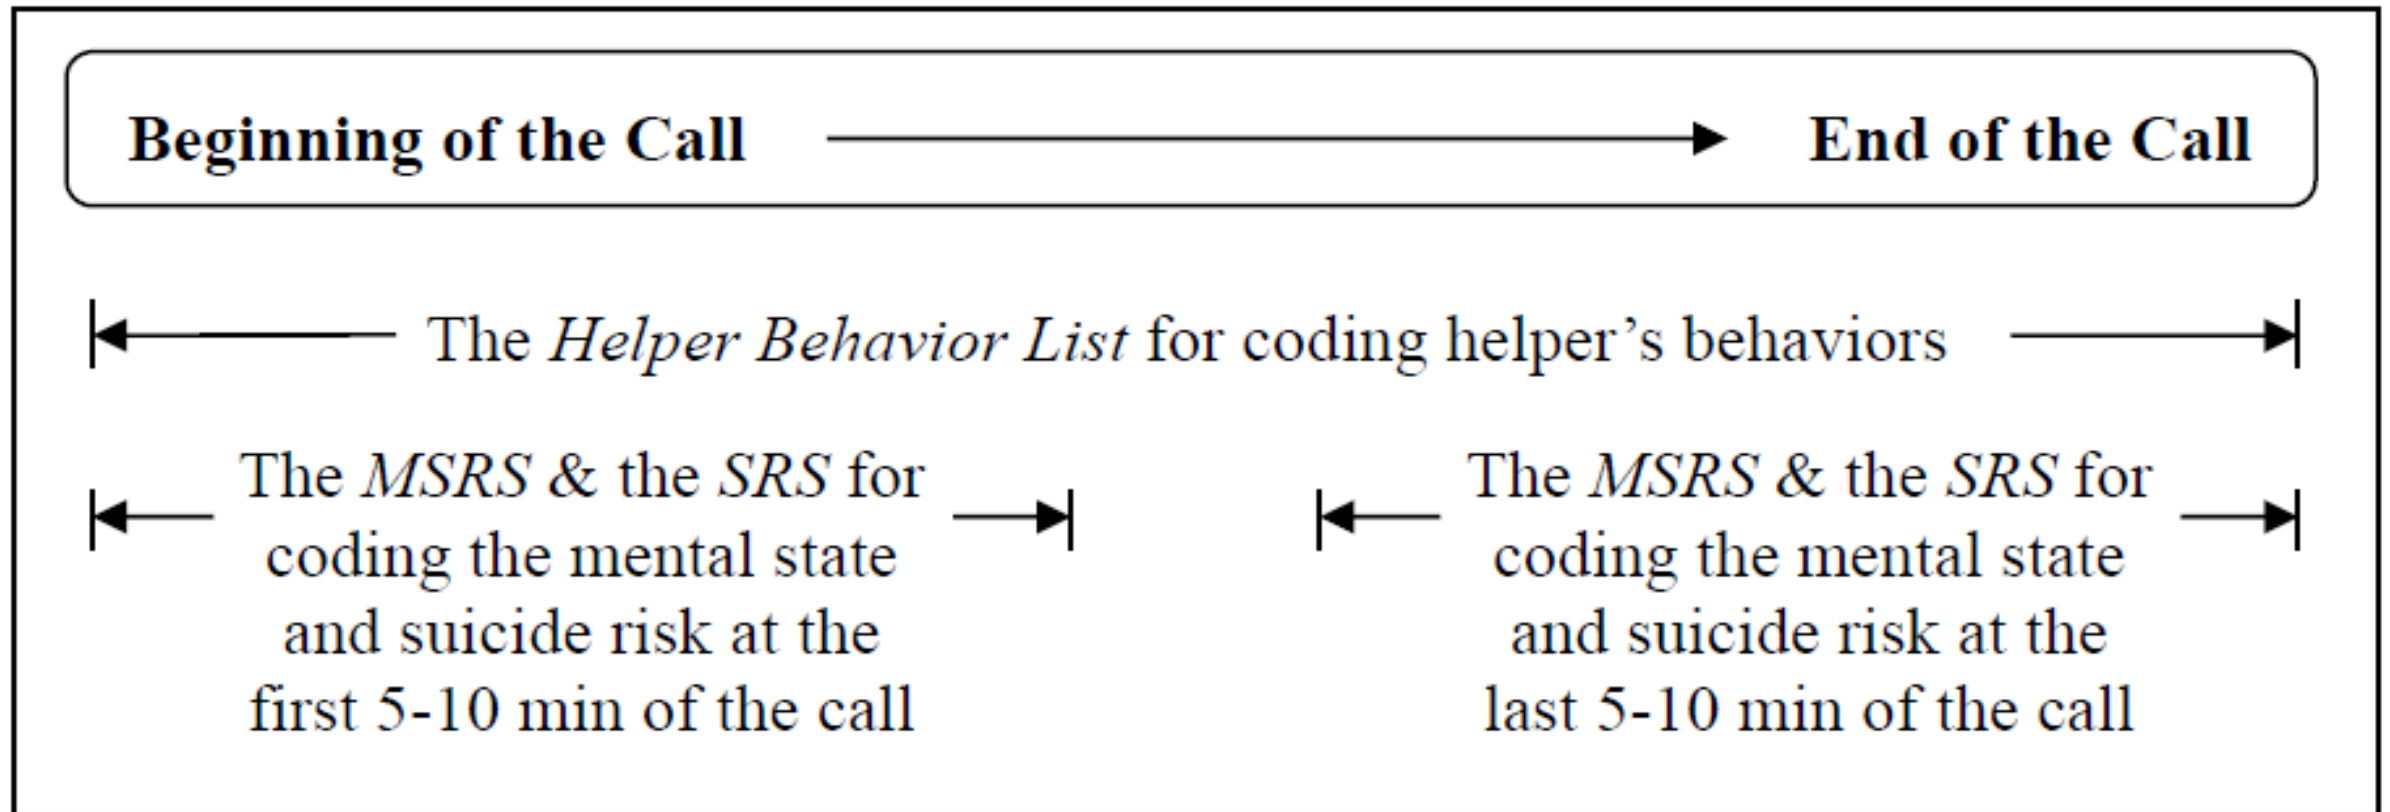 Beginning of the Call End of the Call
The Helper Behavior List for coding helper’s behaviors
The MSRS & the SRS for
coding the mental state
and suicide risk at the
first 5-10 min of the call
The MSRS & the SRS for
coding the mental state
and suicide risk at the
last 5-10 min of the call